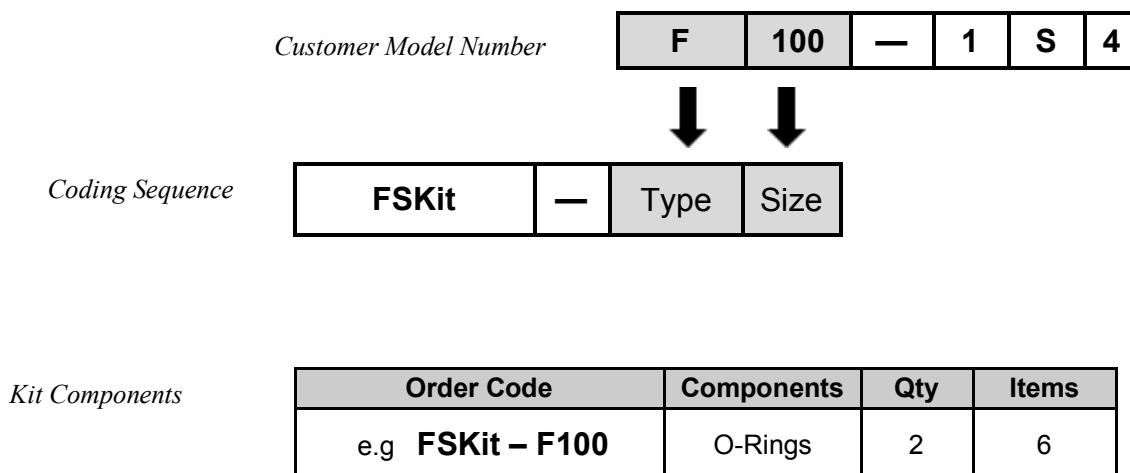 Customer Model Number F 100 — 1 S 4
Coding Sequence FSKit — Type Size
Kit Components Order Code Components Qty Items
e.g FSKit – F100 O-Rings 2 6